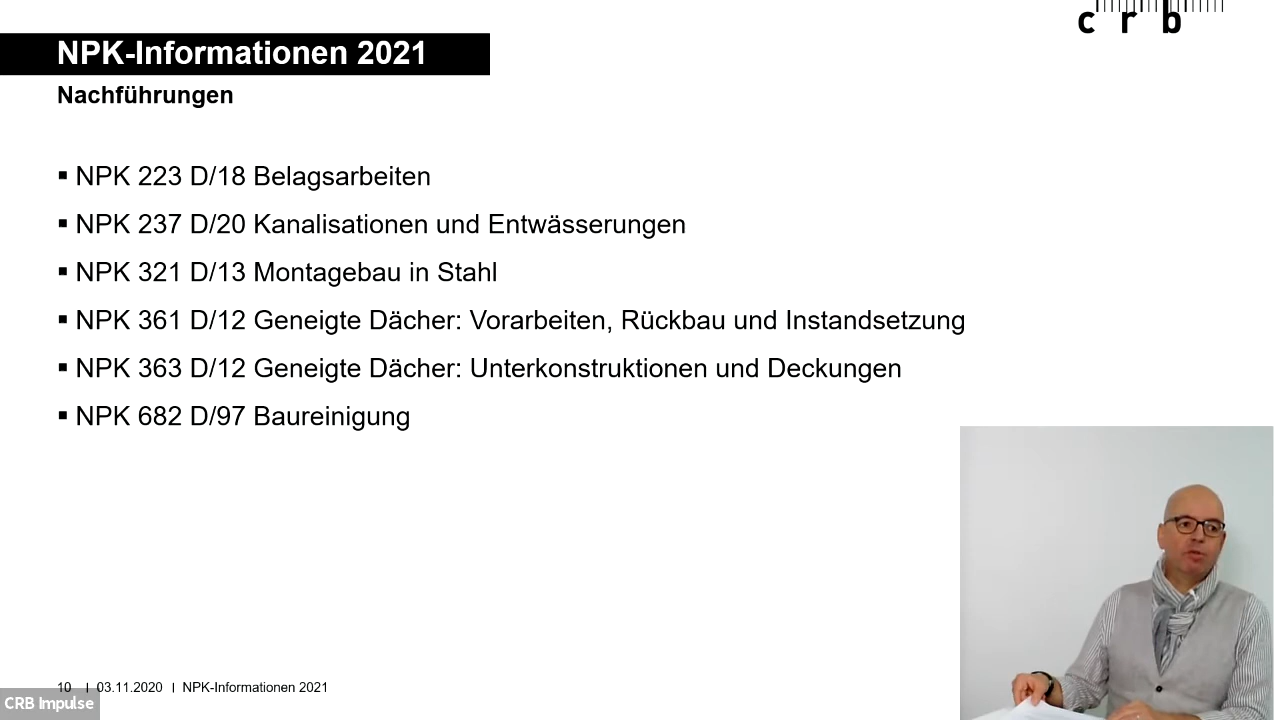 crb
NPK-Informationen 2021
Nachführungen
▪ NPK 223 D/18 Belagsarbeiten
▪ NPK 237 D/20 Kanalisationen und Entwässerungen
▪ NPK 321 D/13 Montagebau in Stahl
▪ NPK 361 D/12 Geneigte Dächer: Vorarbeiten, Rückbau und Instandsetzung
▪ NPK 363 D/12 Geneigte Dächer: Unterkonstruktionen und Deckungen
▪ NPK 682 D/97 Baureinigung
10 | 03.11.2020 | NPK-Informationen 2021
CRB Impulse